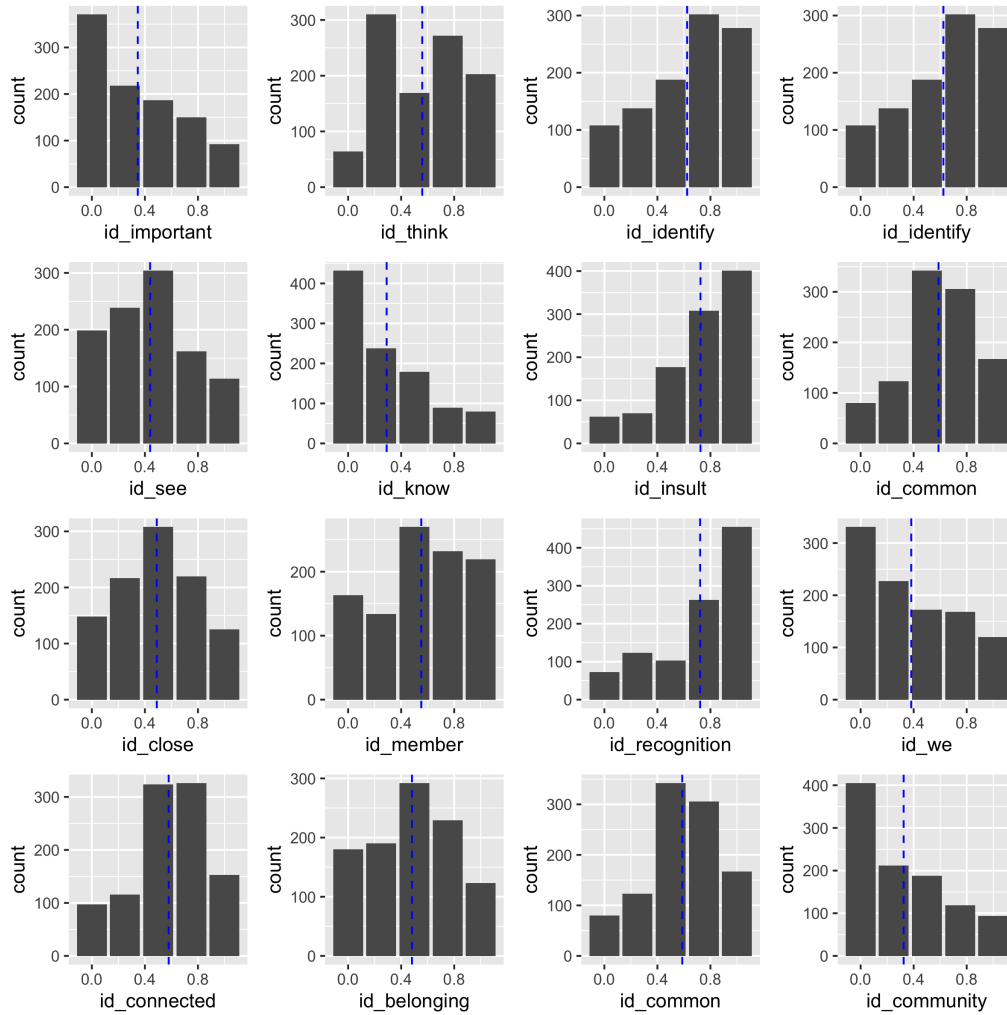 count
300
200
100
0
0.0 0.4 0.8
id_important
count
300
200
100
0
0.0 0.4 0.8
id_think
count
300
200
100
0
0.0 0.4 0.8
id_identify
count
300
200
100
0
0.0 0.4 0.8
id_identify
count
300
200
100
0
0.0 0.4 0.8
id_see
count
400
300
200
100
0
0.0 0.4 0.8
id_know
count
400
300
200
100
0
0.0 0.4 0.8
id_insult
count
300
200
100
0
0.0 0.4 0.8
id_common
count
300
200
100
0
0.0 0.4 0.8
id_close
count
200
100
0
0.0 0.4 0.8
id_member
count
400
300
200
100
0
0.0 0.4 0.8
id_recognition
count
300
200
100
0
0.0 0.4 0.8
id_we
count
300
200
100
0
0.0 0.4 0.8
id_connected
count
300
200
100
0
0.0 0.4 0.8
id_belonging
count
300
200
100
0
0.0 0.4 0.8
id_common
count
400
300
200
100
0
0.0 0.4 0.8
id_community